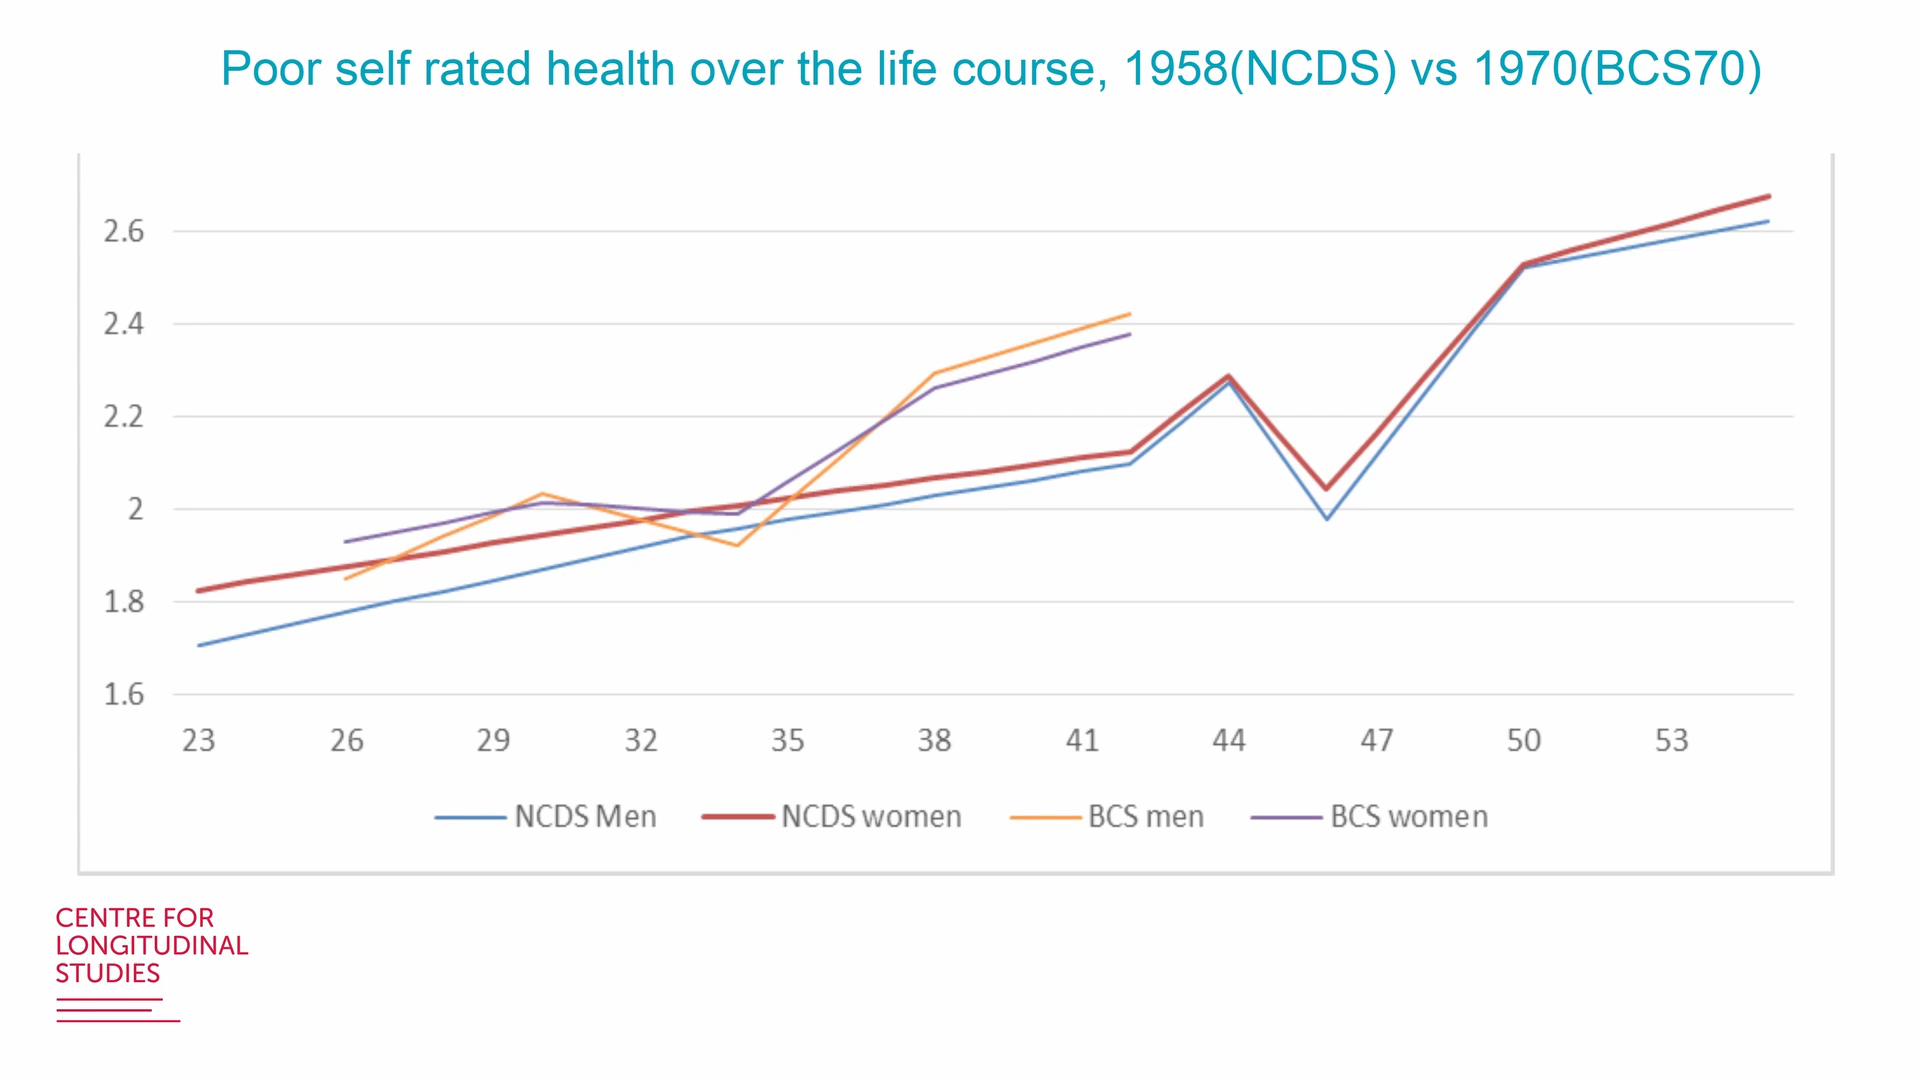 Poor self rated health over the life course, 1958(NCDS) vs 1970(BCS70)
2.6
2.4
2.2
2
1.8
1.6
23 26 29 32 35 38 41 44 47 50 53
NCDS Men NCDS women BCS men BCS women
CENTRE FOR
LONGITUDINAL
STUDIES